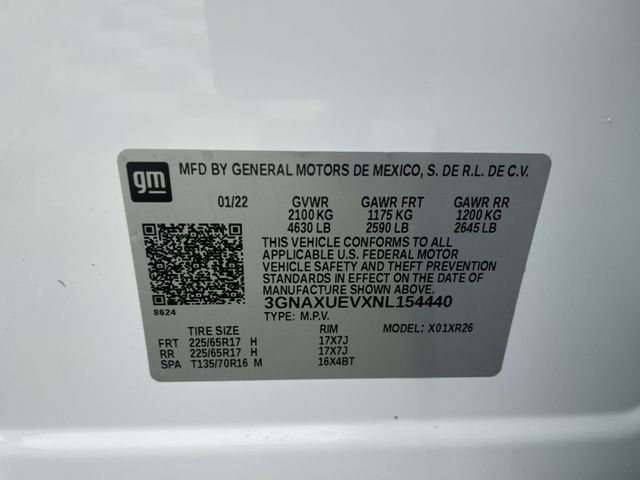 gm MFD BY GENERAL MOTORS DE MEXICO, S. DE R.L. DE C.V.
01/22 GVWR GAWR FRT GAWR RR
2100 KG 1175 KG 1200 KG
4630 LB 2590 LB 2645 LB
THIS VEHICLE CONFORMS TO ALL
APPLICABLE U.S. FEDERAL MOTOR
VEHICLE SAFETY AND THEFT PREVENTION
STANDARDS IN EFFECT ON THE DATE OF
MANUFACTURE SHOWN ABOVE.
3GNAXUEVXNL154440
8624
TYPE: M.P.V.
TIRE SIZE RIM MODEL: X01XR26
FRT 225/65R17 H 17X7J
RR 225/65R17 H 17X7J
SPA T135/70R16 M 16X4BT